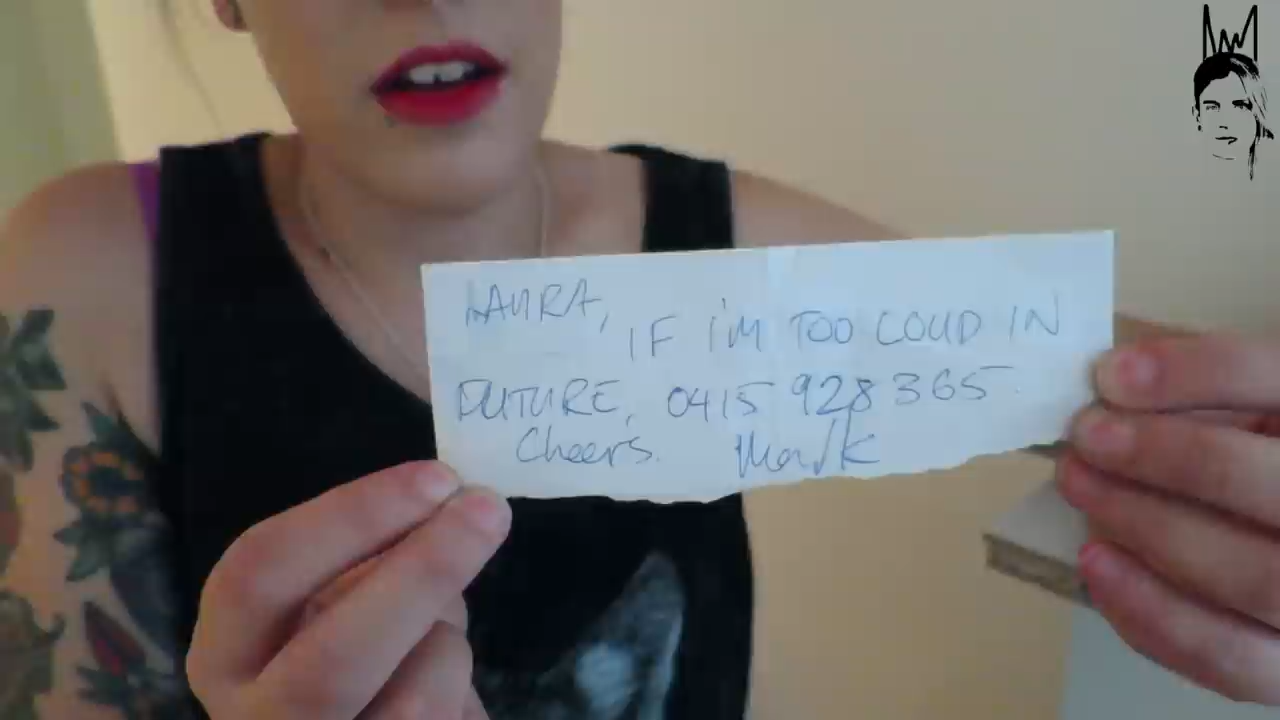 LAURA,
IF I'M TOO LOUD IN
FUTURE, 0415 928 365.
Cheers. Mark